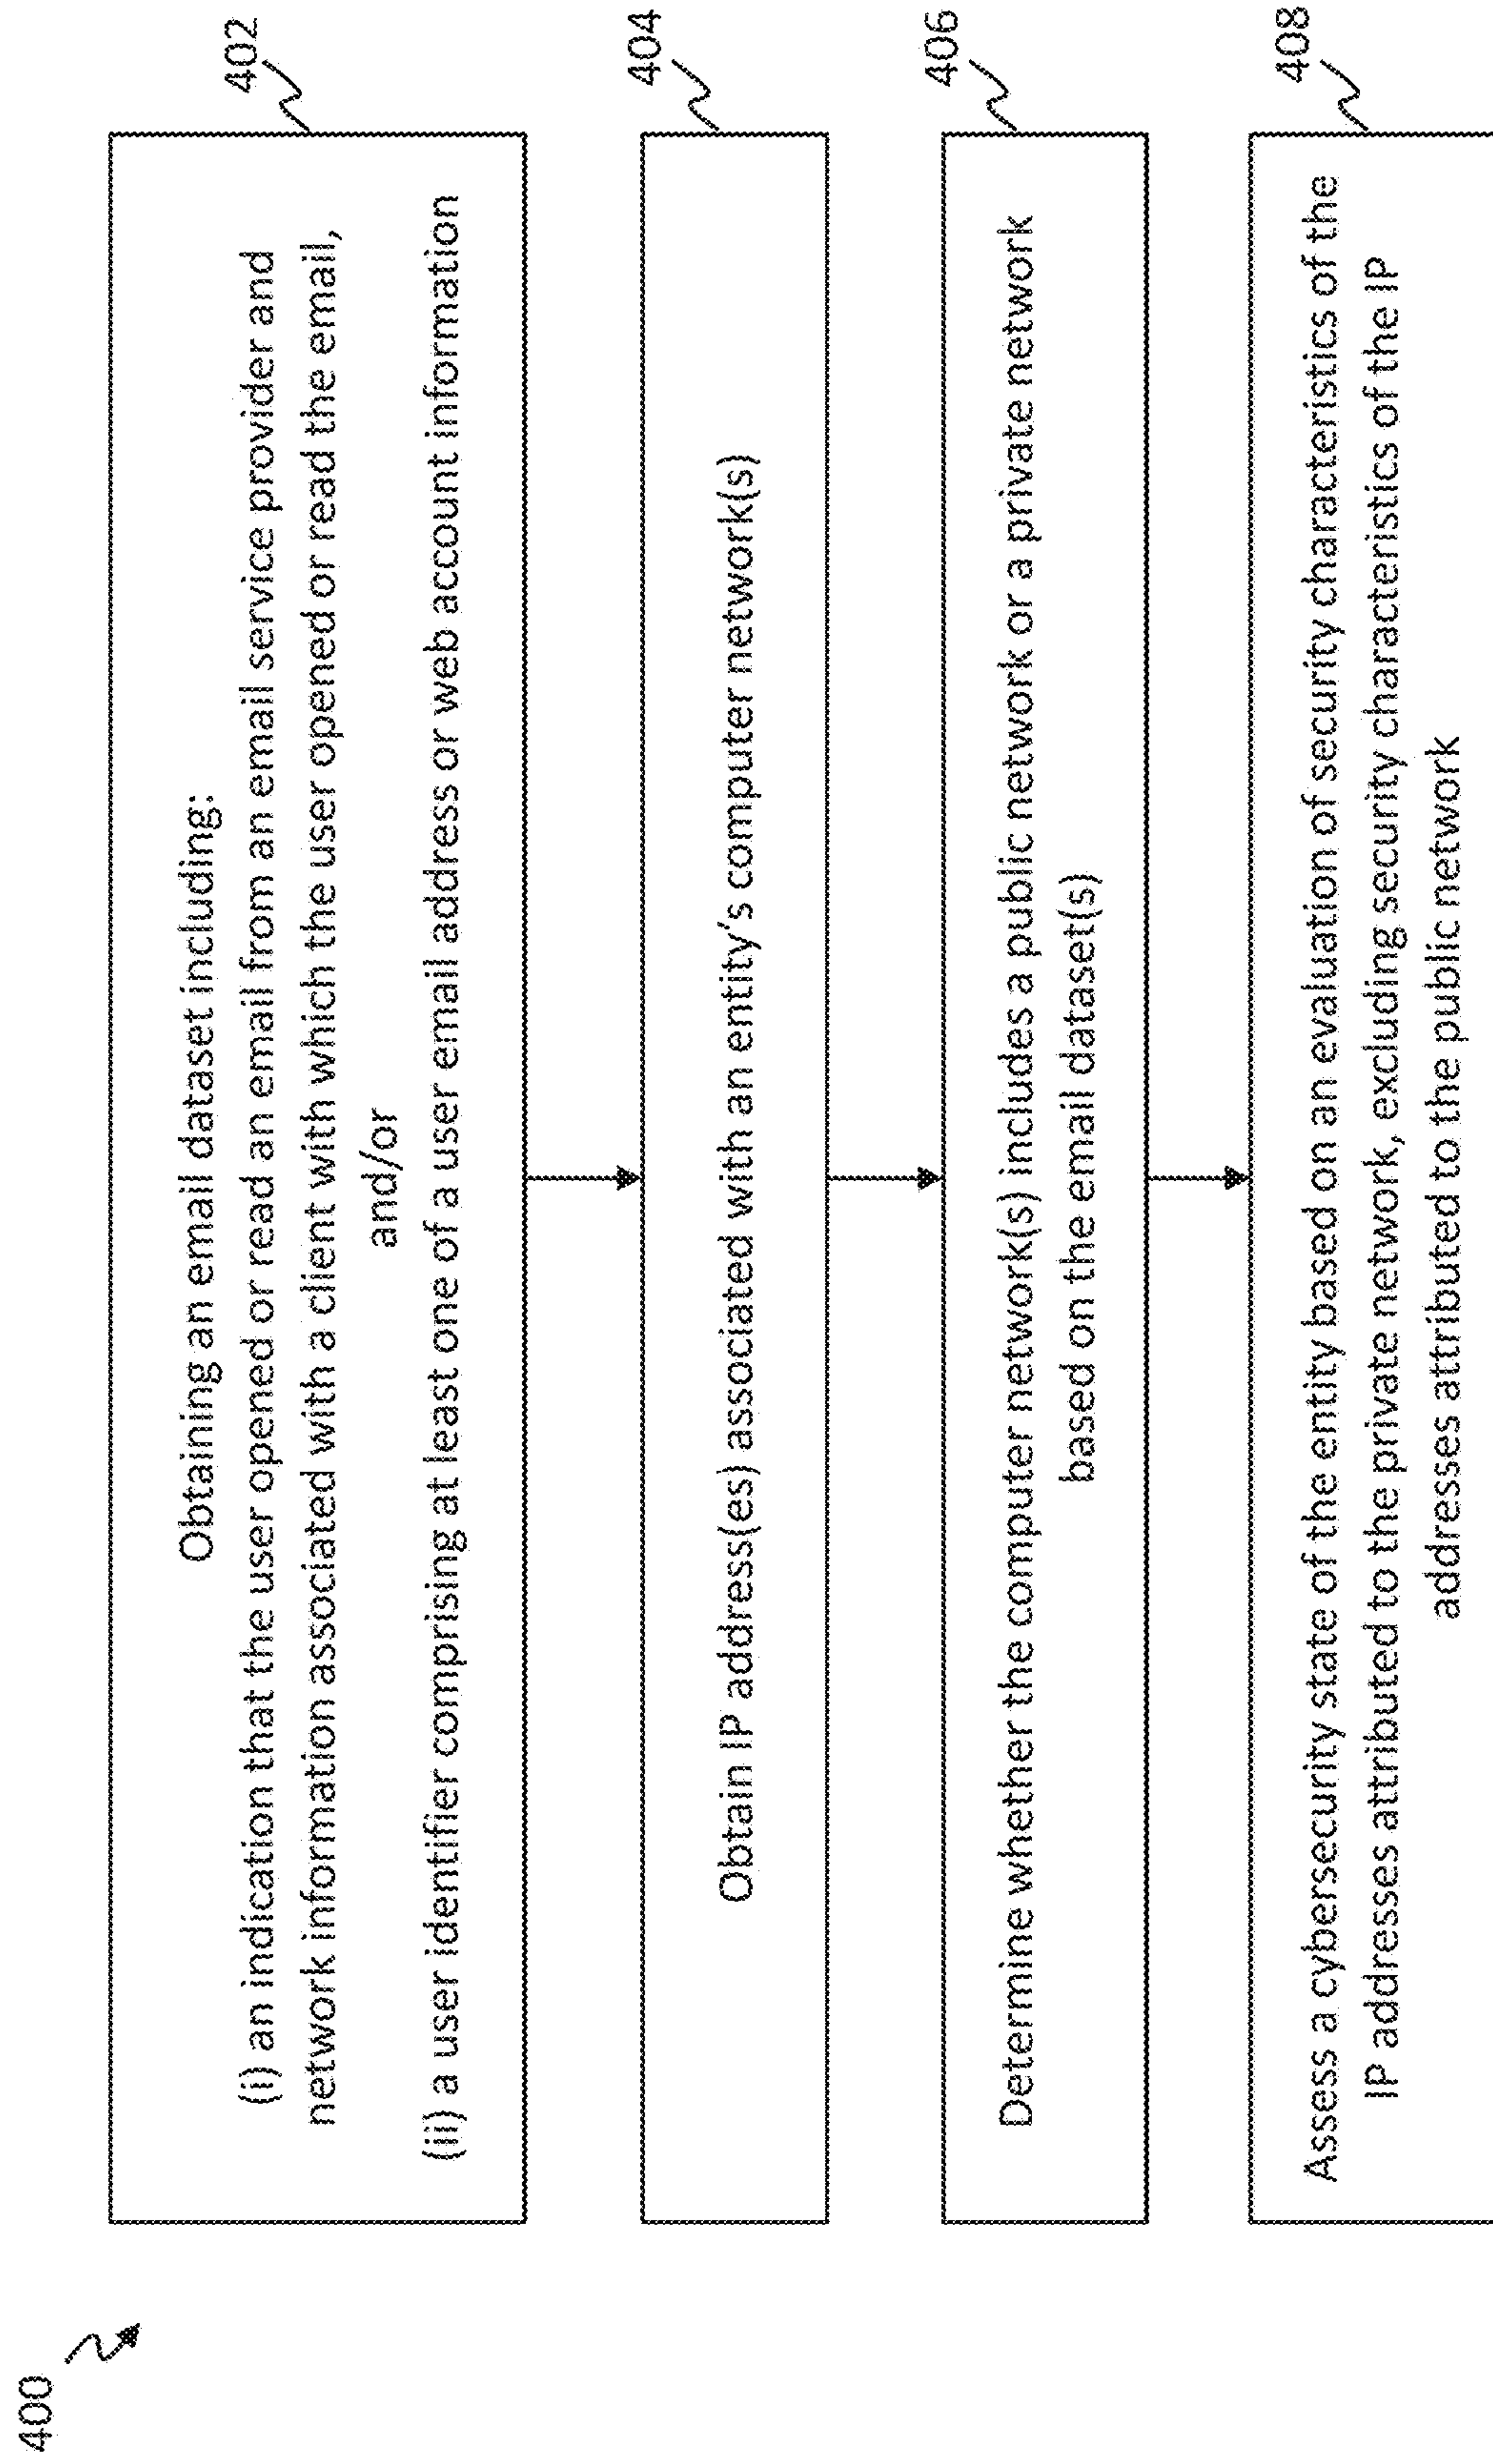 400
402
Obtaining an email dataset including:
(i) an indication that the user opened or read an email from an email service provider and
network information associated with a client with which the user opened or read the email,
and/or
(ii) a user identifier comprising at least one of a user email address or web account information
404
Obtain IP address(es) associated with an entity's computer network(s)
406
Determine whether the computer network(s) includes a public network or a private network
based on the email dataset(s)
408
Assess a cybersecurity state of the entity based on an evaluation of security characteristics of the
IP addresses attributed to the private network, excluding security characteristics of the IP
addresses attributed to the public network